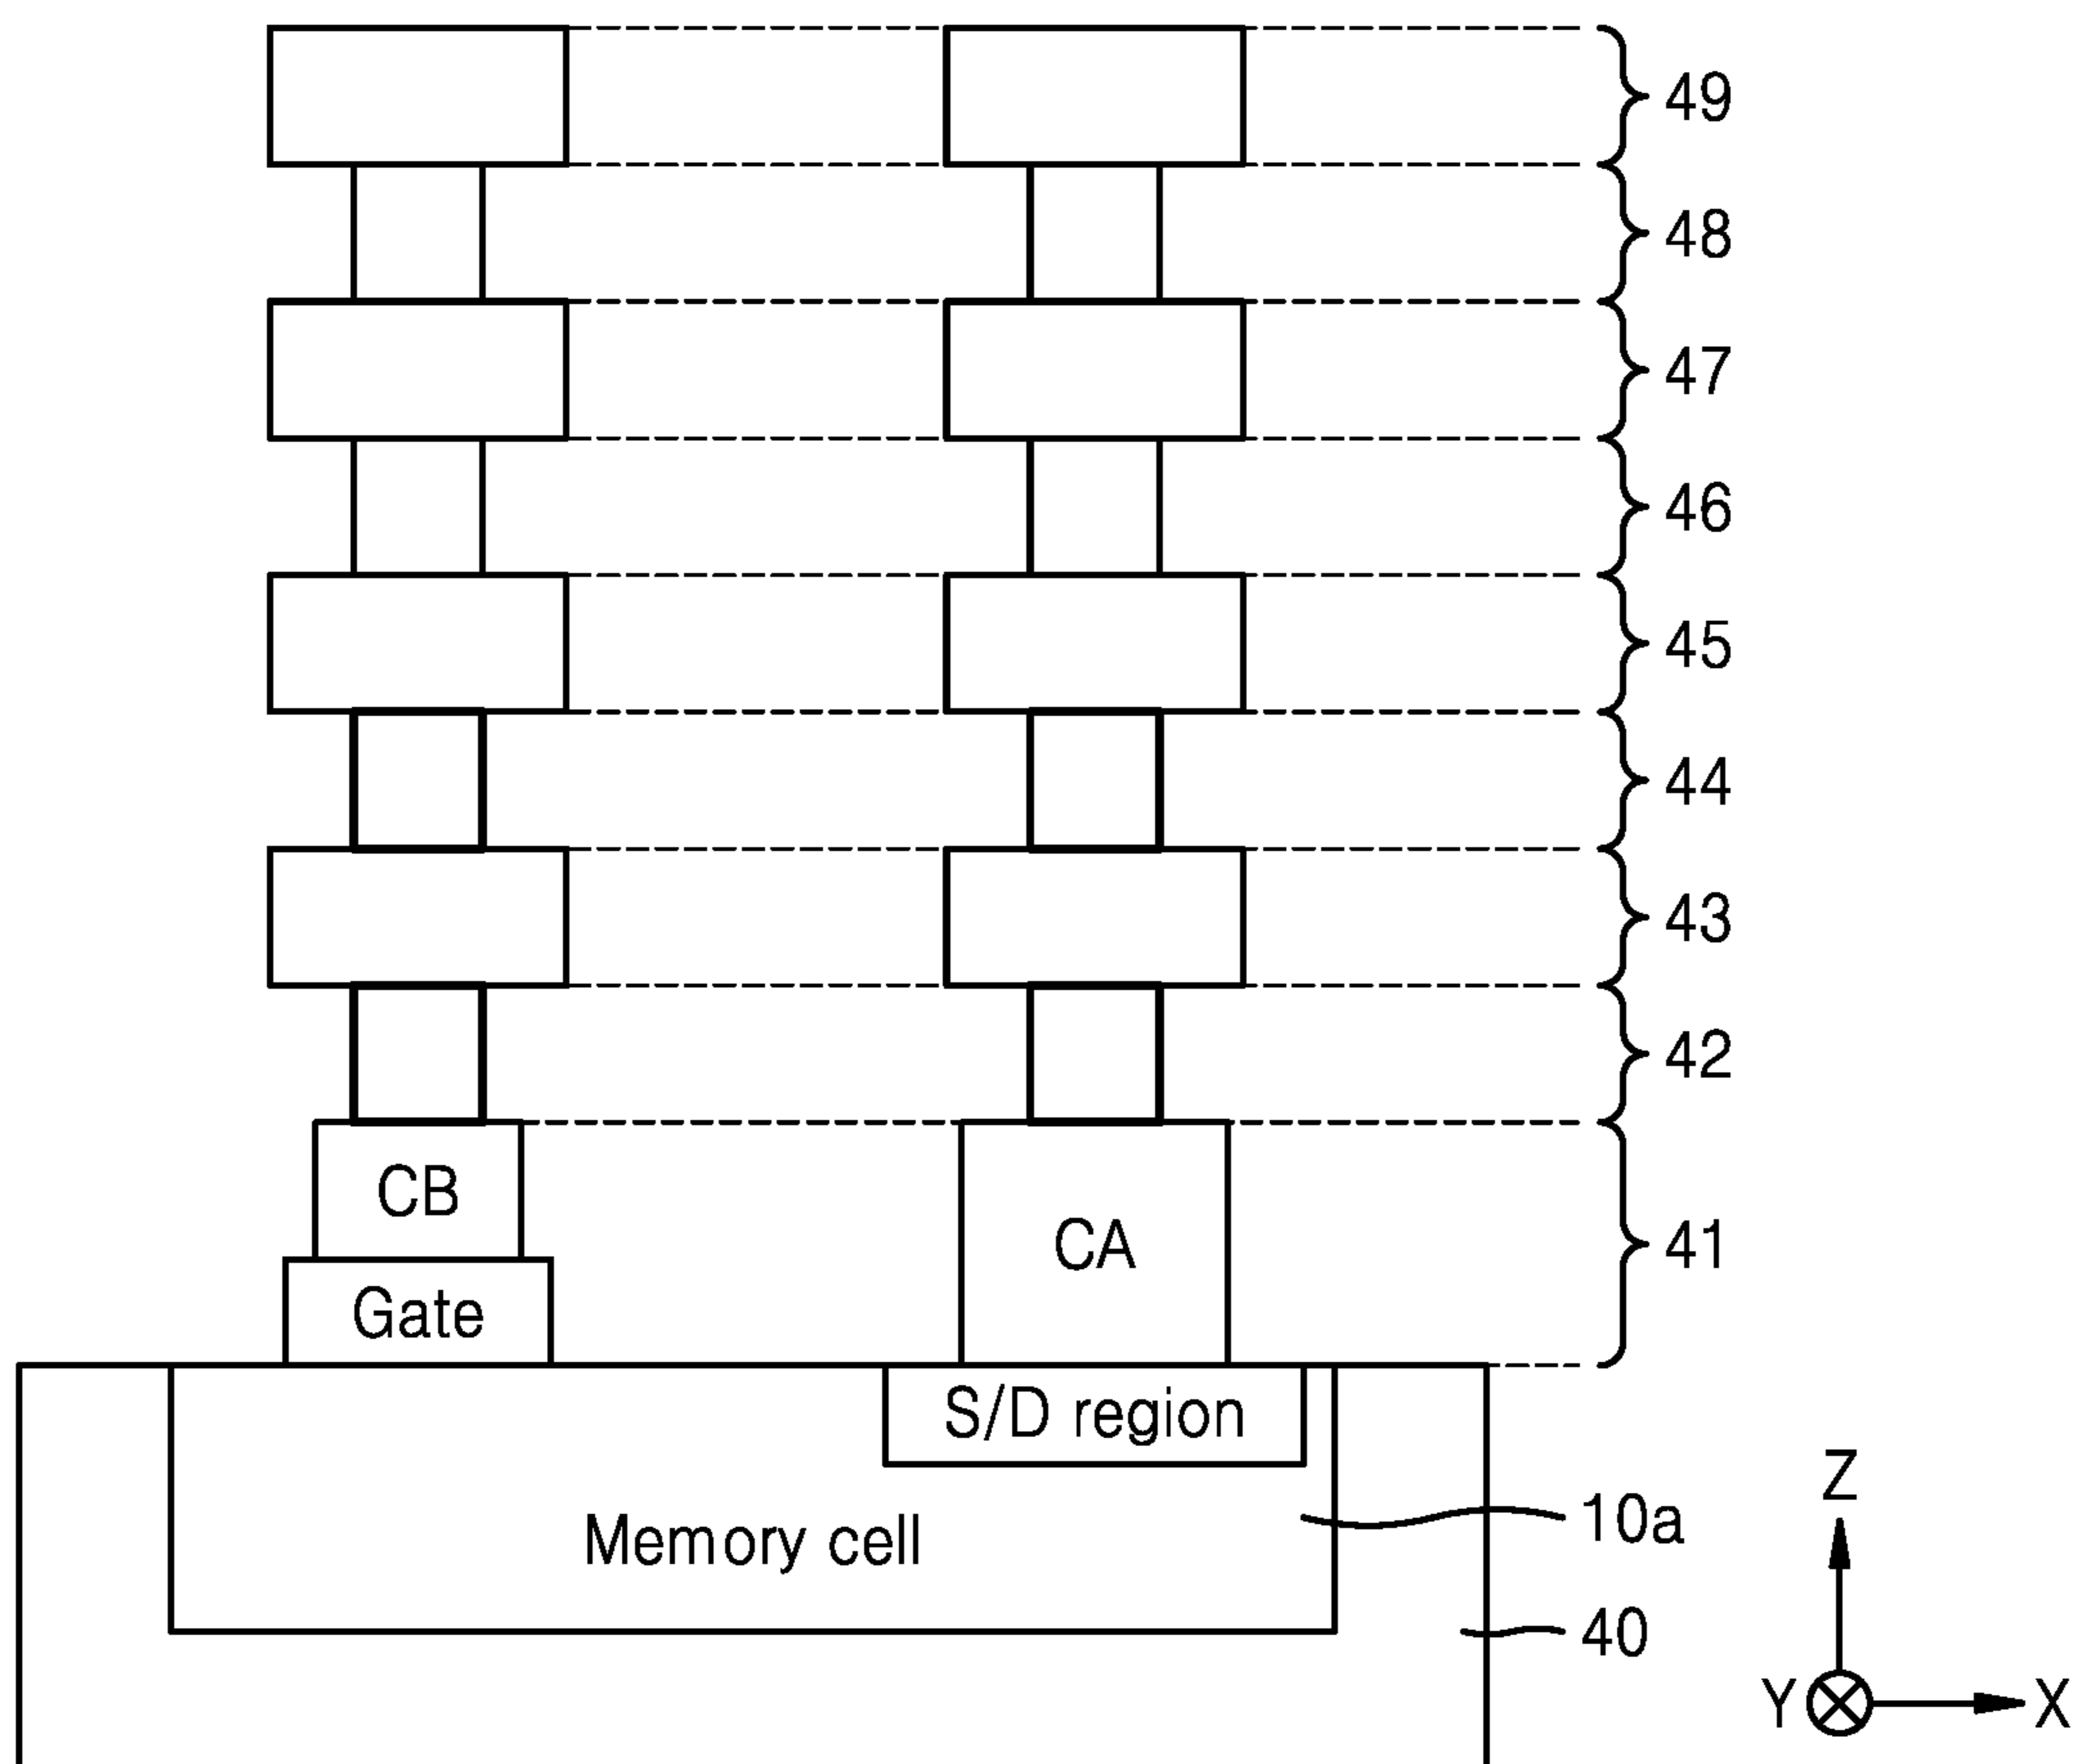 49
48
47
46
45
44
43
42
CB
CA
41
Gate
S/D region
Memory cell
10a
40
Z
Y
X